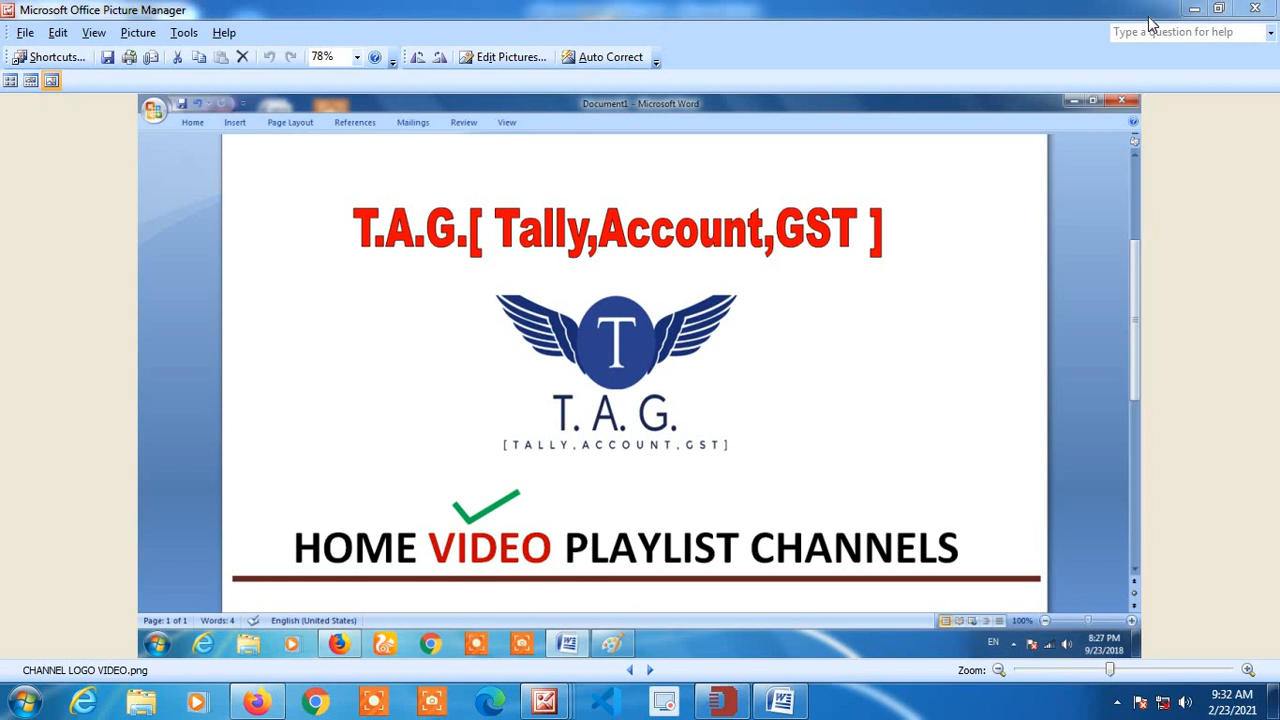 Microsoft Office Picture Manager
File Edit View Picture Tools Help
Type a question for help
Shortcuts... 78% Edit Pictures... Auto Correct
Document1 - Microsoft Word
Home Insert Page Layout References Mailings Review View
T.A.G.[ Tally,Account,GST ]
T
T. A. G.
[TALLY,ACCOUNT,GST]
HOME VIDEO PLAYLIST CHANNELS
Page: 1 of 1 Words: 4 English (United States) 100%
EN 8:27 PM
9/23/2018
CHANNEL LOGO VIDEO.png Zoom:
9:32 AM
2/23/2021